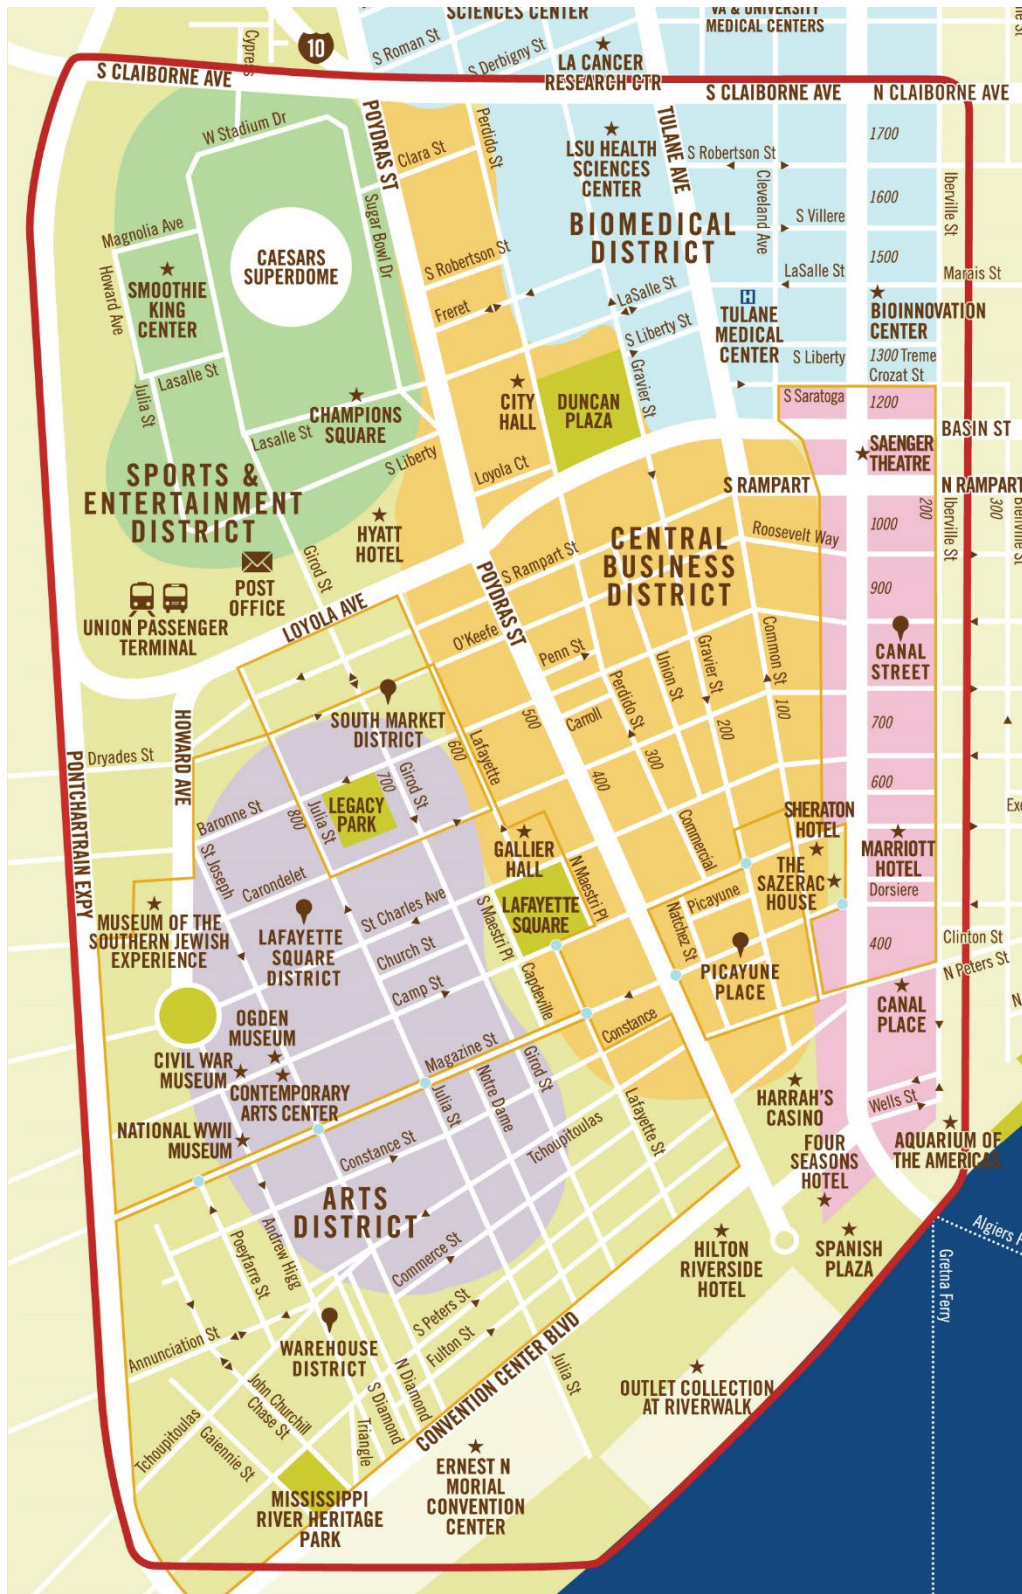 SCIENCES CENTER
VA & UNIVERSITY
MEDICAL CENTERS
Cypress
10
S Roman St
S Derbigny St
LA CANCER
RESEARCH CTR
S CLAIBORNE AVE
S CLAIBORNE AVE
N CLAIBORNE AVE
W Stadium Dr
POYDRAS ST
Clara St
Perdido St
LSU HEALTH
SCIENCES
CENTER
TULANE AVE
S Robertson St
1700
Cleveland Ave
Iberville St
1600
S Villere
BIOMEDICAL
DISTRICT
Magnolia Ave
CAESARS
SUPERDOME
Sugar Bowl Dr
S Robertson St
1500
LaSalle St
Marais St
SMOOTHIE
KING
CENTER
Howard Ave
Freret
LaSalle St
S Liberty St
H
TULANE
MEDICAL
CENTER
BIOINNOVATION
CENTER
S Liberty
1300
Treme
Crozat St
Julia St
Lasalle St
CHAMPIONS
SQUARE
CITY
HALL
DUNCAN
PLAZA
Gravier St
S Saratoga
1200
BASIN ST
Lasalle St
S Liberty
Loyola Ct
SAENGER
THEATRE
SPORTS &
ENTERTAINMENT
DISTRICT
S RAMPART
N RAMPART
HYATT
HOTEL
CENTRAL
BUSINESS
DISTRICT
Roosevelt Way
1000
200
Iberville St
300
Bienville St
Girod St
POST
OFFICE
UNION PASSENGER
TERMINAL
LOYOLA AVE
POYDRAS ST
S Rampart St
900
O'Keefe
Penn St
Union St
Gravier St
Common St
CANAL
STREET
HOWARD AVE
SOUTH MARKET
DISTRICT
500
Carroll
Perdido St
200
100
700
Dryades St
PONTCHARTRAIN EXPY
600
Lafayette
400
300
600
Baronne St
800
Julia St
LEGACY
PARK
700
Girod St
SHERATON
HOTEL
St Joseph
GALLIER
HALL
N Maestri Pl
Commercial
THE
SAZERAC
HOUSE
MARRIOTT
HOTEL
Carondelet
Dorsiere
MUSEUM OF THE
SOUTHERN JEWISH
EXPERIENCE
LAFAYETTE
SQUARE
DISTRICT
St Charles Ave
S Maestri Pl
LAFAYETTE
SQUARE
Picayune
Natchez St
Church St
400
Clinton St
N Peters St
Camp St
Capdeville
PICAYUNE
PLACE
CANAL
PLACE
OGDEN
MUSEUM
CIVIL WAR
MUSEUM
CONTEMPORARY
ARTS CENTER
Magazine St
Constance
Girod St
Notre Dame
Julia St
NATIONAL WWII
MUSEUM
HARRAH'S
CASINO
Wells St
Constance St
Tchoupitoulas
Lafayette St
FOUR
SEASONS
HOTEL
AQUARIUM OF
THE AMERICAS
ARTS
DISTRICT
Poeyfarre St
Andrew Higg
Commerce St
HILTON
RIVERSIDE
HOTEL
SPANISH
PLAZA
Algiers
Gretna Ferry
Annunciation St
WAREHOUSE
DISTRICT
S Peters St
Fulton St
CONVENTION CENTER BLVD
Julia St
N Diamond
S Diamond
Triangle
John Churchill
Chase St
OUTLET COLLECTION
AT RIVERWALK
Tchoupitoulas
Gaiennie St
ERNEST N
MORIAL
CONVENTION
CENTER
MISSISSIPPI
RIVER HERITAGE
PARK